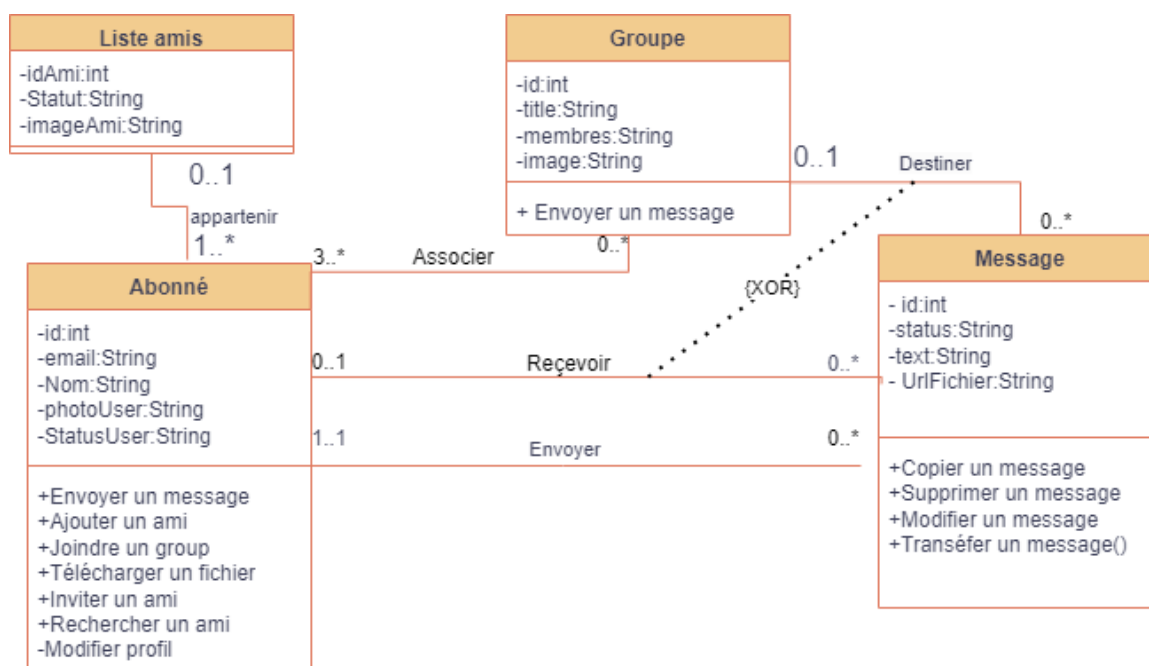 Liste amis
-idAmi:int
-Statut:String
-imageAmi:String
0..1
appartenir
1..*
Groupe
-id:int
-title:String
-membres:String
-image:String
+ Envoyer un message
0..1
Destiner
0..*
3..*
Associer
0..*
{XOR}
Abonné
-id:int
-email:String
-Nom:String
-photoUser:String
-StatusUser:String
+Envoyer un message
+Ajouter un ami
+Joindre un group
+Télécharger un fichier
+Inviter un ami
+Rechercher un ami
-Modifier profil
0..1
Reçevoir
0..*
1..1
Envoyer
0..*
Message
- id:int
-status:String
-text:String
- UrlFichier:String
+Copier un message
+Supprimer un message
+Modifier un message
+Transéfer un message()